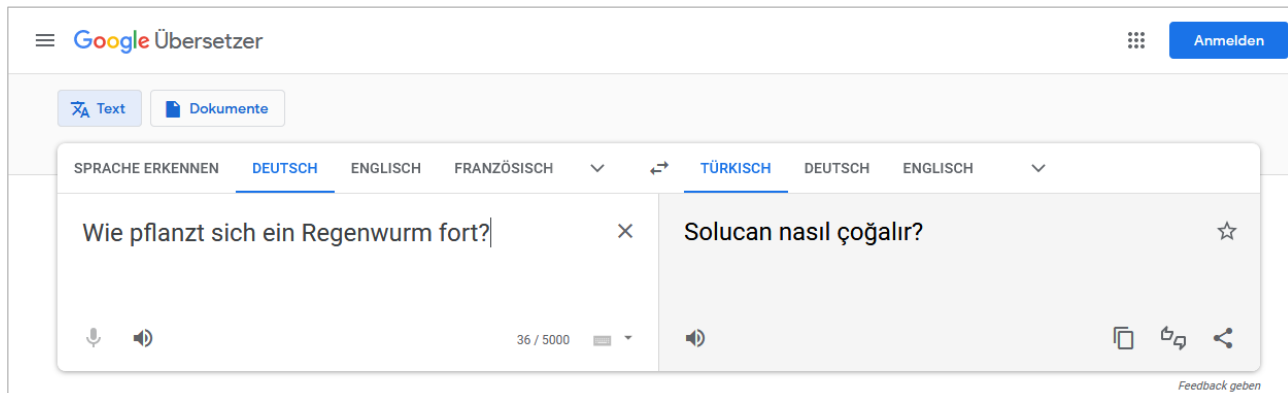 Google Übersetzer
Anmelden
Text
Dokumente
SPRACHE ERKENNEN DEUTSCH ENGLISCH FRANZÖSISCH TÜRKISCH DEUTSCH ENGLISCH
Wie pflanzt sich ein Regenwurm fort?
Solucan nasıl çoğalır?
36 / 5000
Feedback geben